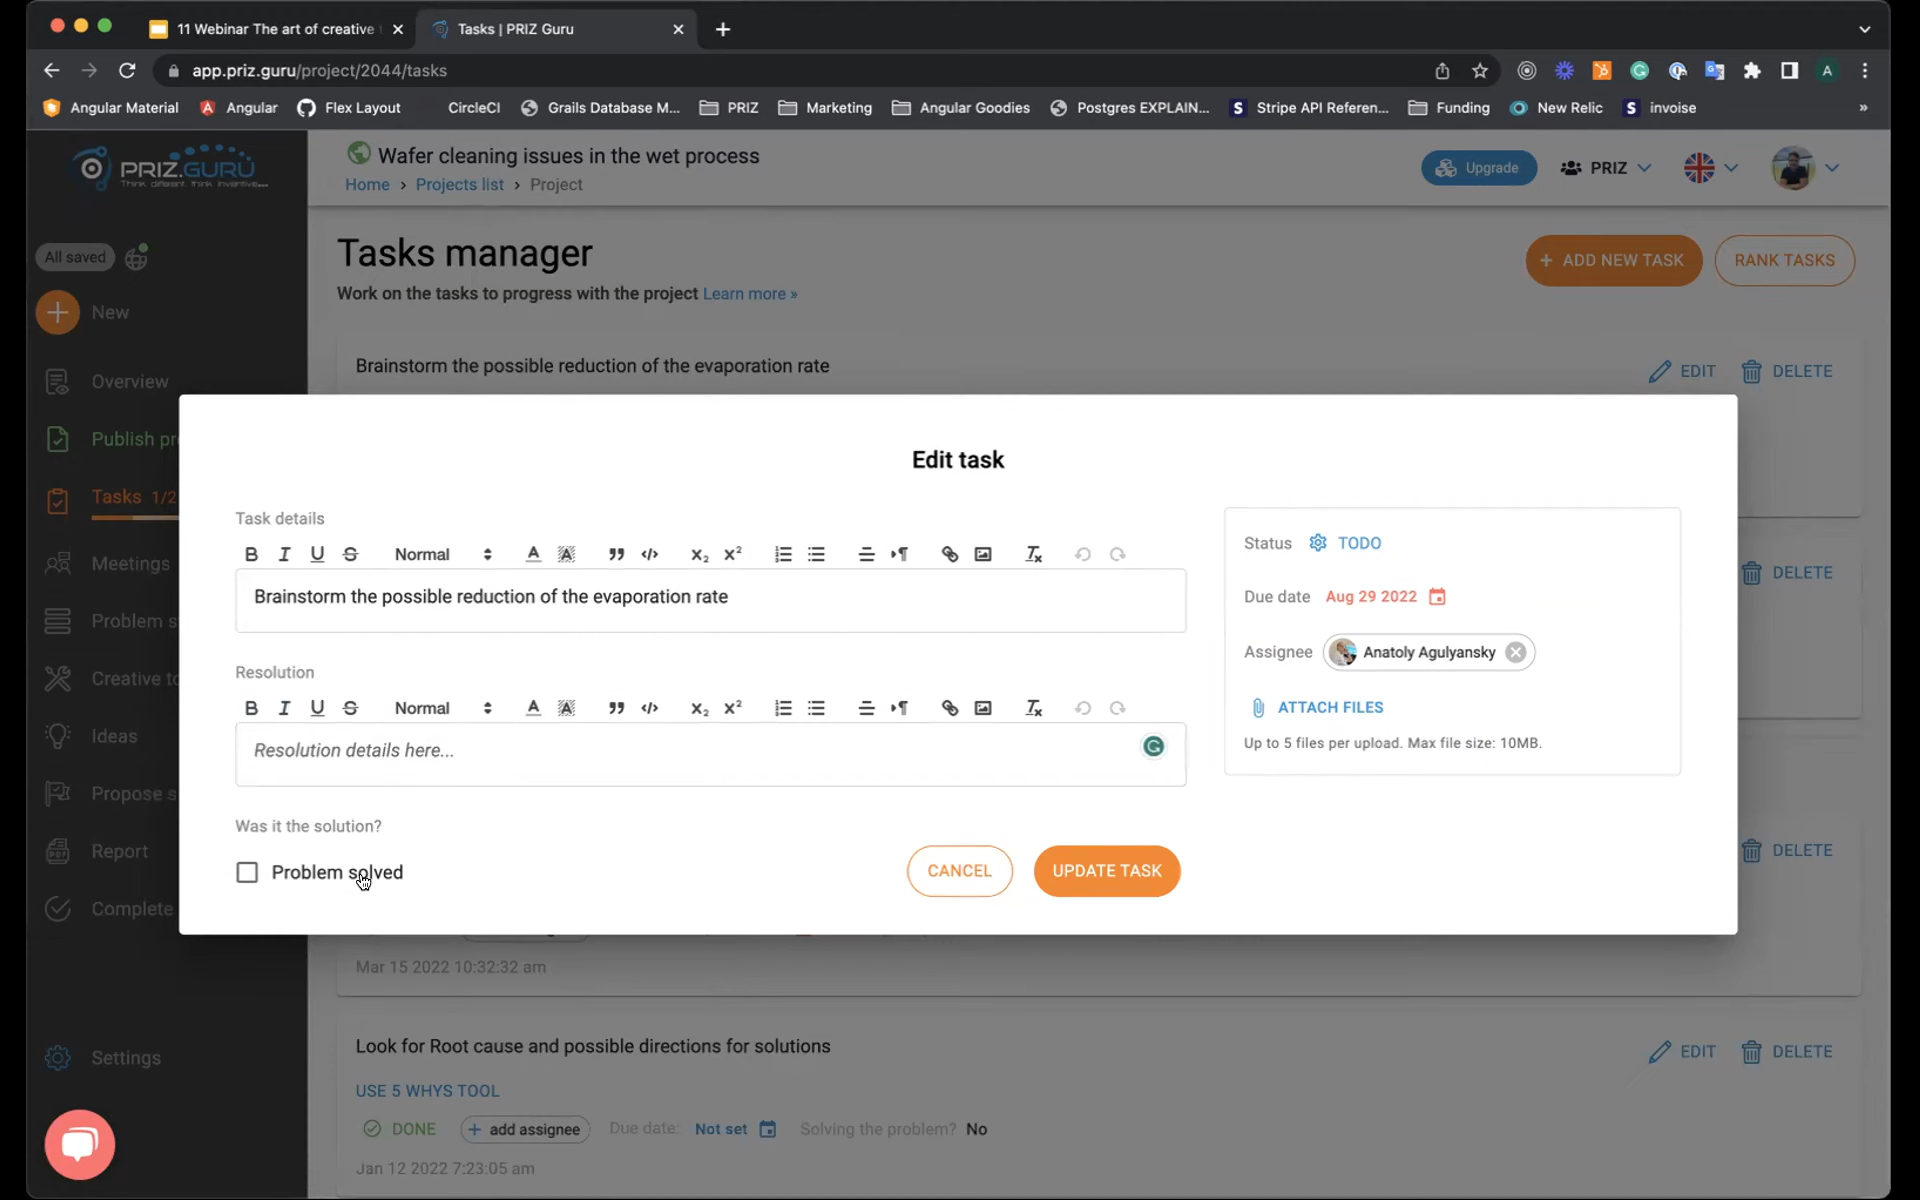 11 Webinar The art of creative
Tasks | PRIZ Guru
app.priz.guru/project/2044/tasks
A
Angular Material
Angular
Flex Layout
CircleCI
Grails Database M...
PRIZ
Marketing
Angular Goodies
Postgres EXPLAIN...
Stripe API Referen...
Funding
New Relic
invoise
»
PRIZ.GURU
Think different. think inventive...
Wafer cleaning issues in the wet process
Home › Projects list › Project
Upgrade
PRIZ
All saved
New
Overview
Publish pr
Tasks 1/2
Meetings
Problem s
Creative to
Ideas
Propose s
Report
Complete
Settings
Tasks manager
Work on the tasks to progress with the project Learn more »
+ ADD NEW TASK
RANK TASKS
Brainstorm the possible reduction of the evaporation rate
EDIT
DELETE
DELETE
DELETE
Edit task
Task details
Normal
Brainstorm the possible reduction of the evaporation rate
Resolution
Normal
Resolution details here...
Was it the solution?
Problem solved
CANCEL
UPDATE TASK
Status TODO
Due date Aug 29 2022
Assignee Anatoly Agulyansky
ATTACH FILES
Up to 5 files per upload. Max file size: 10MB.
Mar 15 2022 10:32:32 am
Look for Root cause and possible directions for solutions
EDIT
DELETE
USE 5 WHYS TOOL
DONE + add assignee Due date: Not set Solving the problem? No
Jan 12 2022 7:23:05 am